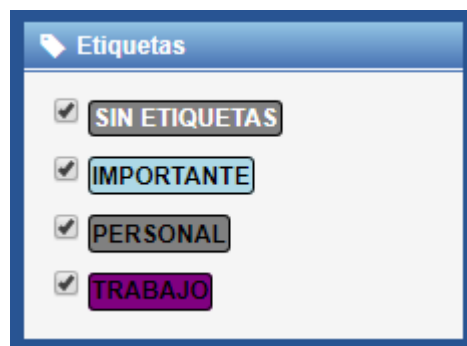 Etiquetas
SIN ETIQUETAS
IMPORTANTE
PERSONAL
TRABAJO